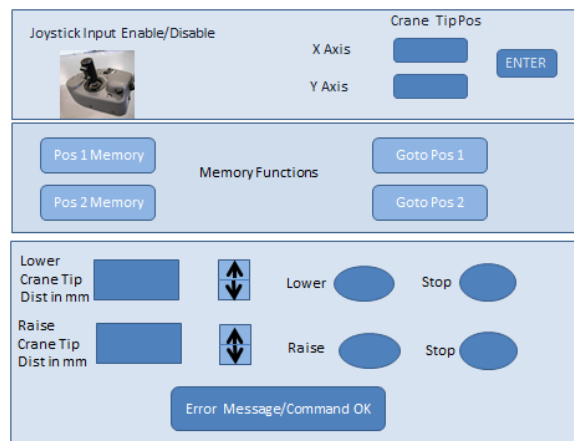 Joystick Input Enable/Disable
Crane Tip Pos
X Axis
ENTER
Y Axis
Pos 1 Memory
Memory Functions
Goto Pos 1
Pos 2 Memory
Goto Pos 2
Lower
Crane Tip
Dist in mm
Lower
Stop
Raise
Crane Tip
Dist in mm
Raise
Stop
Error Message/Command OK